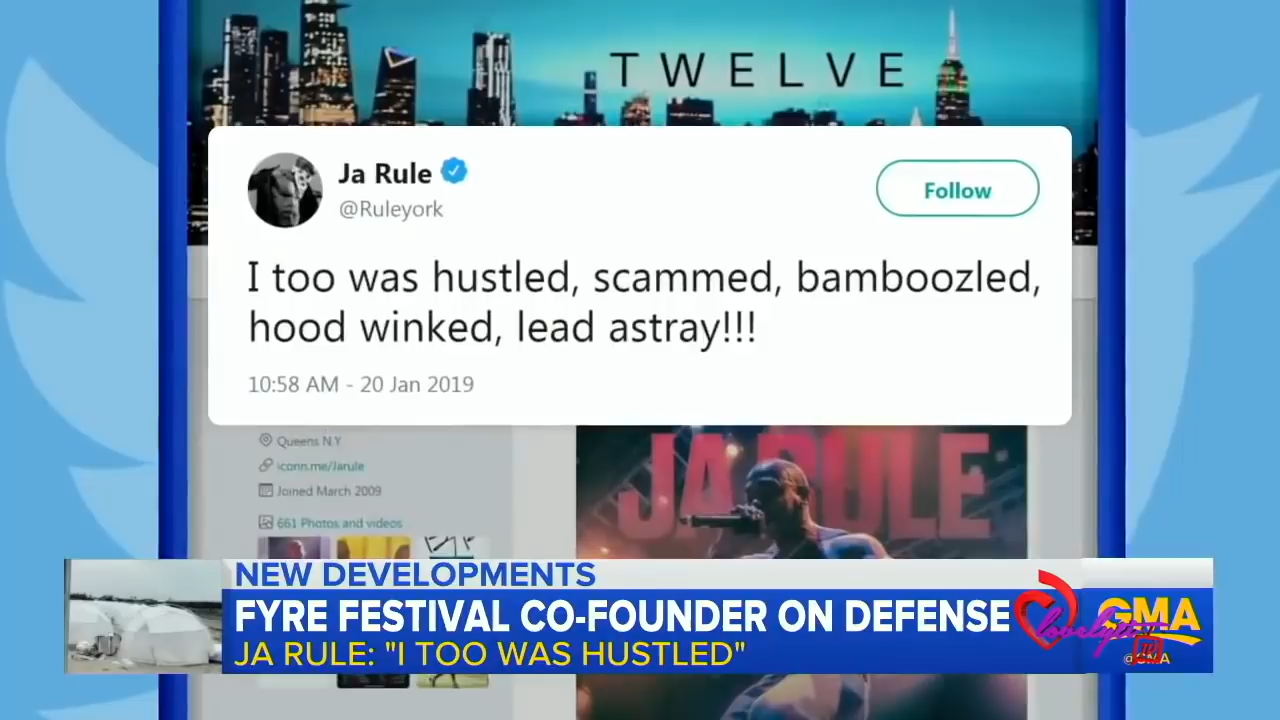 TWELVE
Ja Rule
@Ruleyork
Follow
I too was hustled, scammed, bamboozled,
hood winked, lead astray!!!
10:58 AM - 20 Jan 2019
Queens N.Y
iconn.me/Jarule
Joined March 2009
661 Photos and videos
JA RULE
NEW DEVELOPMENTS
FYRE FESTIVAL CO-FOUNDER ON DEFENSE
JA RULE: "I TOO WAS HUSTLED"
GMA
@GMA